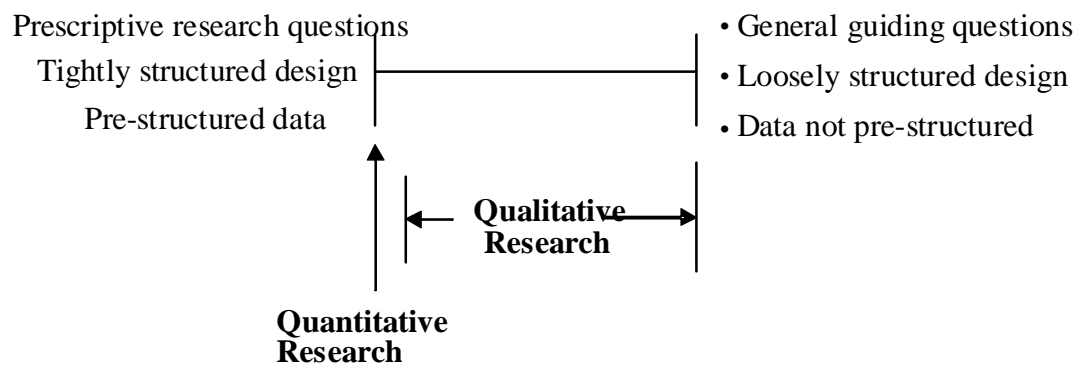 Prescriptive research questions
Tightly structured design
Pre-structured data
• General guiding questions
• Loosely structured design
• Data not pre-structured
Qualitative
Research
Quantitative
Research